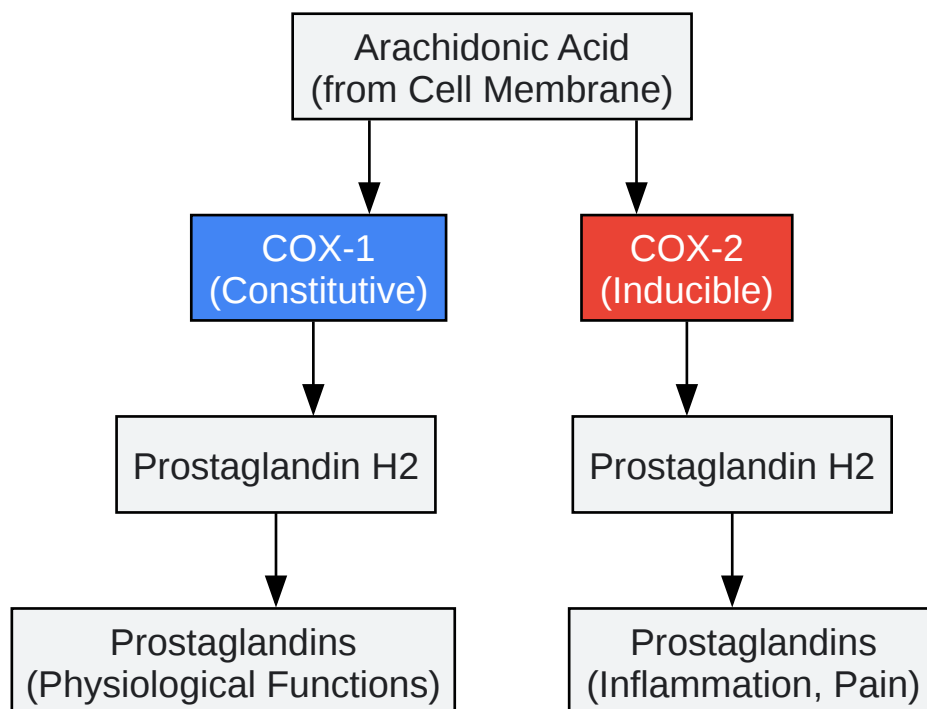 Arachidonic Acid
(from Cell Membrane)
COX-1
(Constitutive)
COX-2
(Inducible)
Prostaglandin H2
Prostaglandin H2
Prostaglandins
(Physiological Functions)
Prostaglandins
(Inflammation, Pain)